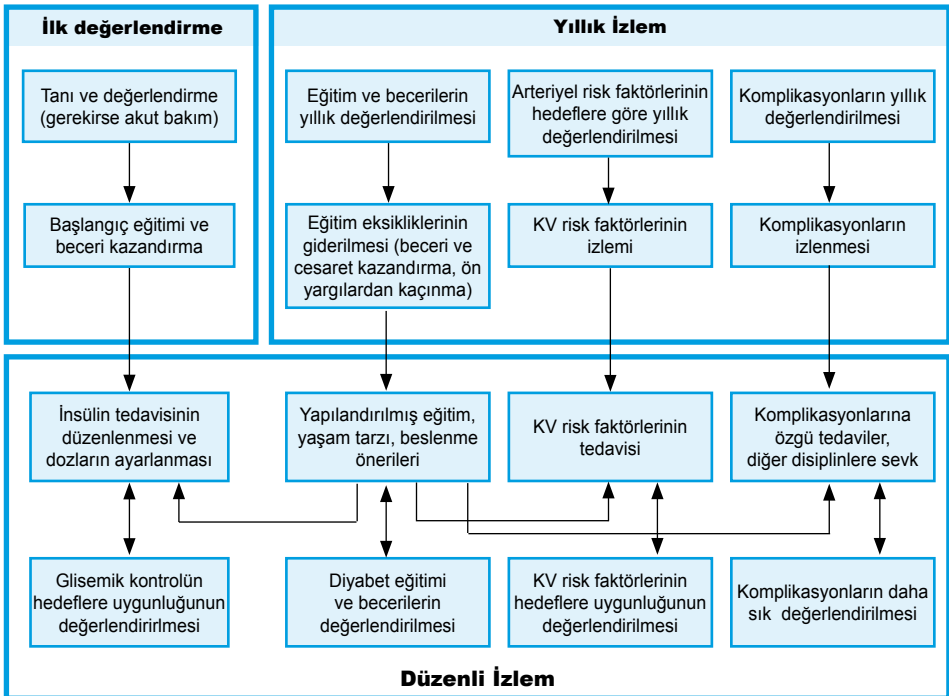 İlk değerlendirme
Tanı ve değerlendirme
(gerekirse akut bakım)
Başlangıç eğitimi ve
beceri kazandırma
Yıllık İzlem
Eğitim ve becerilerin
yıllık değerlendirilmesi
Arteriyel risk faktörlerinin
hedeflere göre yıllık
değerlendirilmesi
Komplikasyonların yıllık
değerlendirilmesi
Eğitim eksikliklerinin
giderilmesi (beceri ve
cesaret kazandırma, ön
yargılardan kaçınma)
KV risk faktörlerinin
izlemi
Komplikasyonların
izlenmesi
İnsülin tedavisinin
düzenlenmesi ve
dozların ayarlanması
Yapılandırılmış eğitim,
yaşam tarzı, beslenme
önerileri
KV risk faktörlerinin
tedavisi
Komplikasyonlarına
özgü tedaviler,
diğer disiplinlere sevk
Glisemik kontrolün
hedeflere uygunluğunun
değerlendirirlmesi
Diyabet eğitimi
ve becerilerin
değerlendirilmesi
KV risk faktörlerinin
hedeflere uygunluğunun
değerlendirilmesi
Komplikasyonların daha
sık değerlendirilmesi
Düzenli İzlem